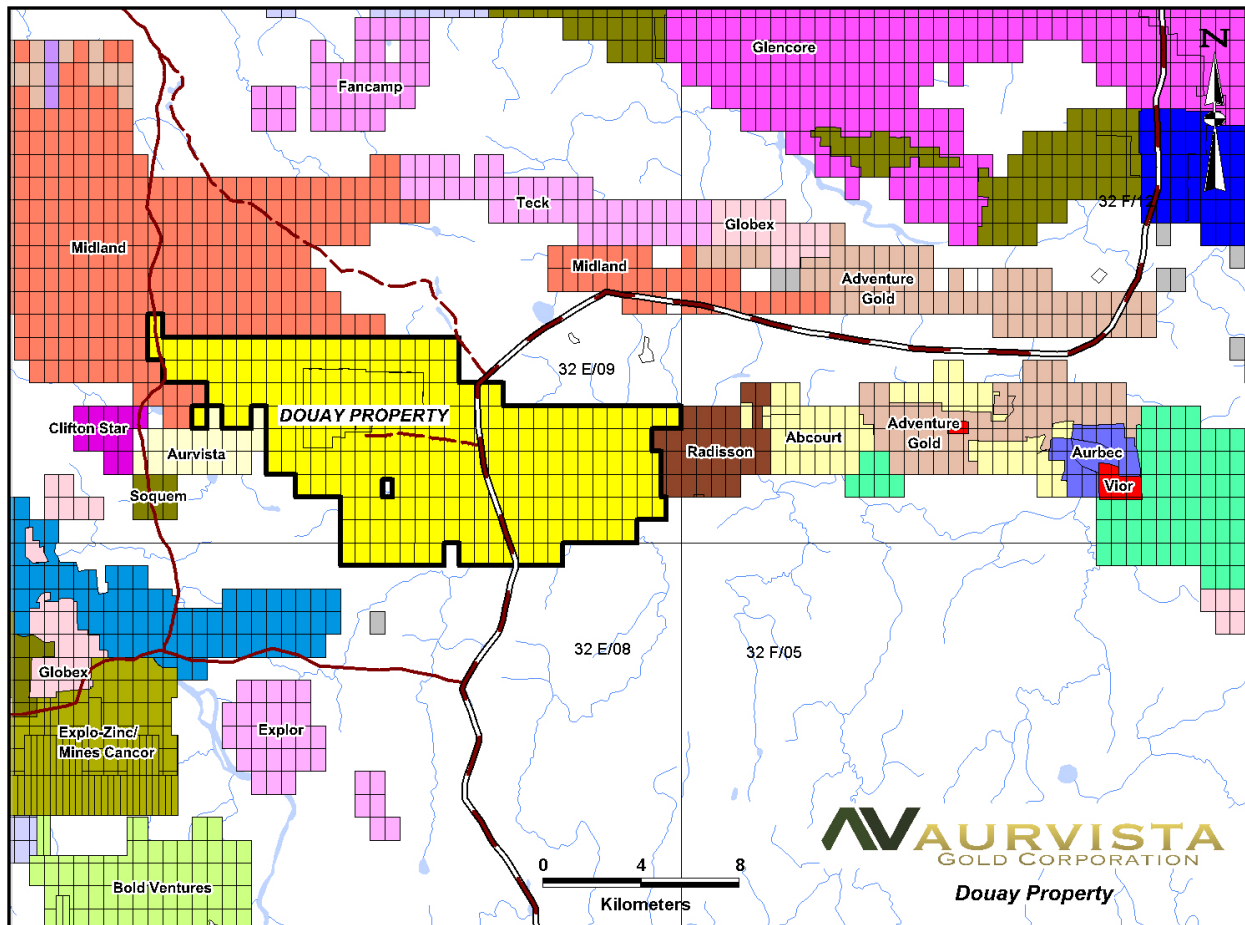 Glencore
N
Fancamp
Teck
32 F/12
Globex
Midland
Midland
Adventure
Gold
32 E/09
DOUAY PROPERTY
Clifton Star
Aurvista
Radisson
Abcourt
Adventure
Gold
Aurbec
Vior
Soquem
32 E/08
32 F/05
Globex
Explo-Zinc/
Mines Cancor
Explor
Bold Ventures
0 4 8
Kilometers
AV AURVISTA
GOLD CORPORATION
Douay Property